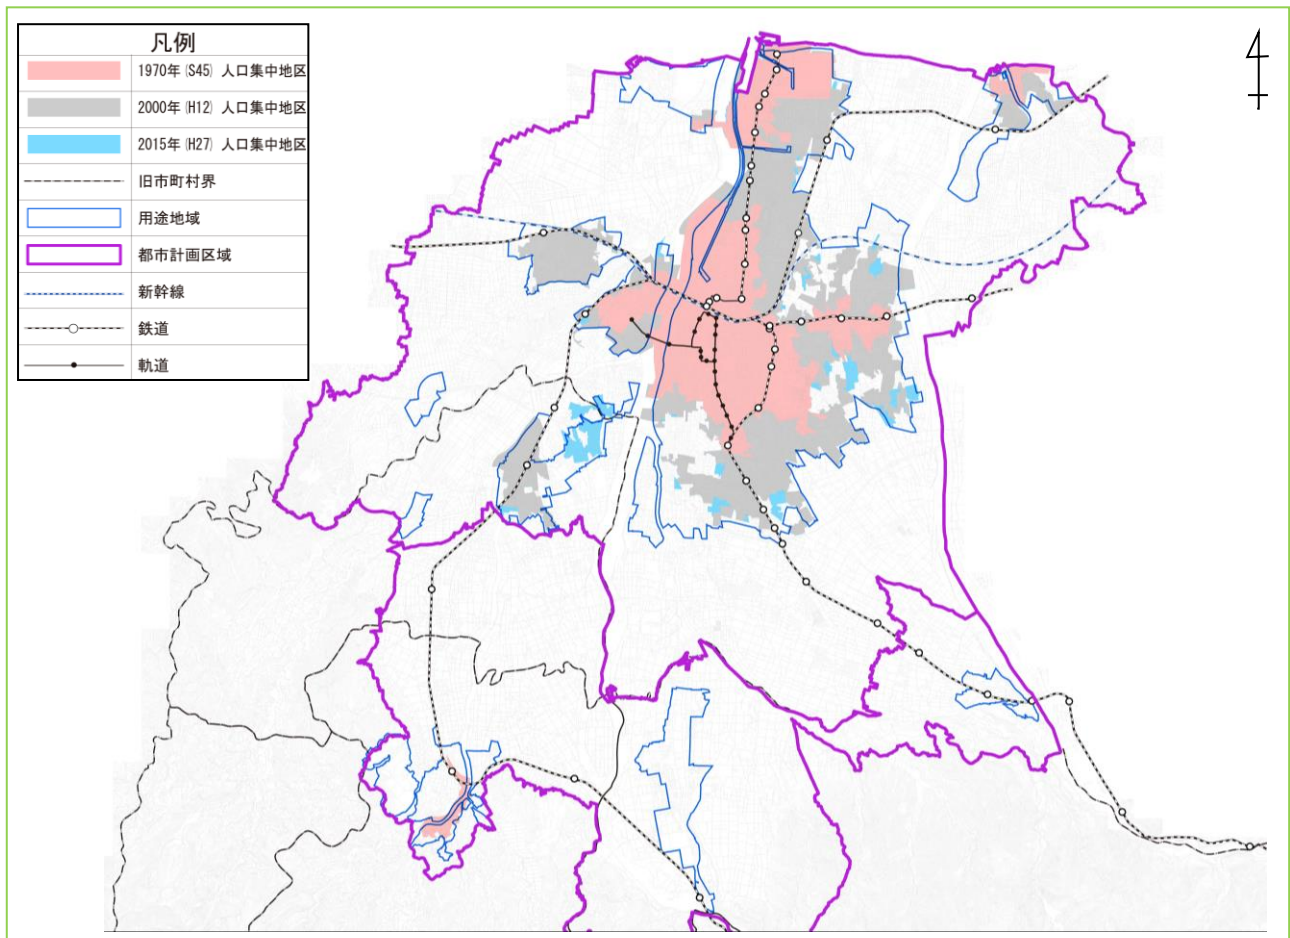 凡例
1970年(S45) 人口集中地区
2000年(H12) 人口集中地区
2015年(H27) 人口集中地区
旧市町村界
用途地域
都市計画区域
新幹線
鉄道
軌道